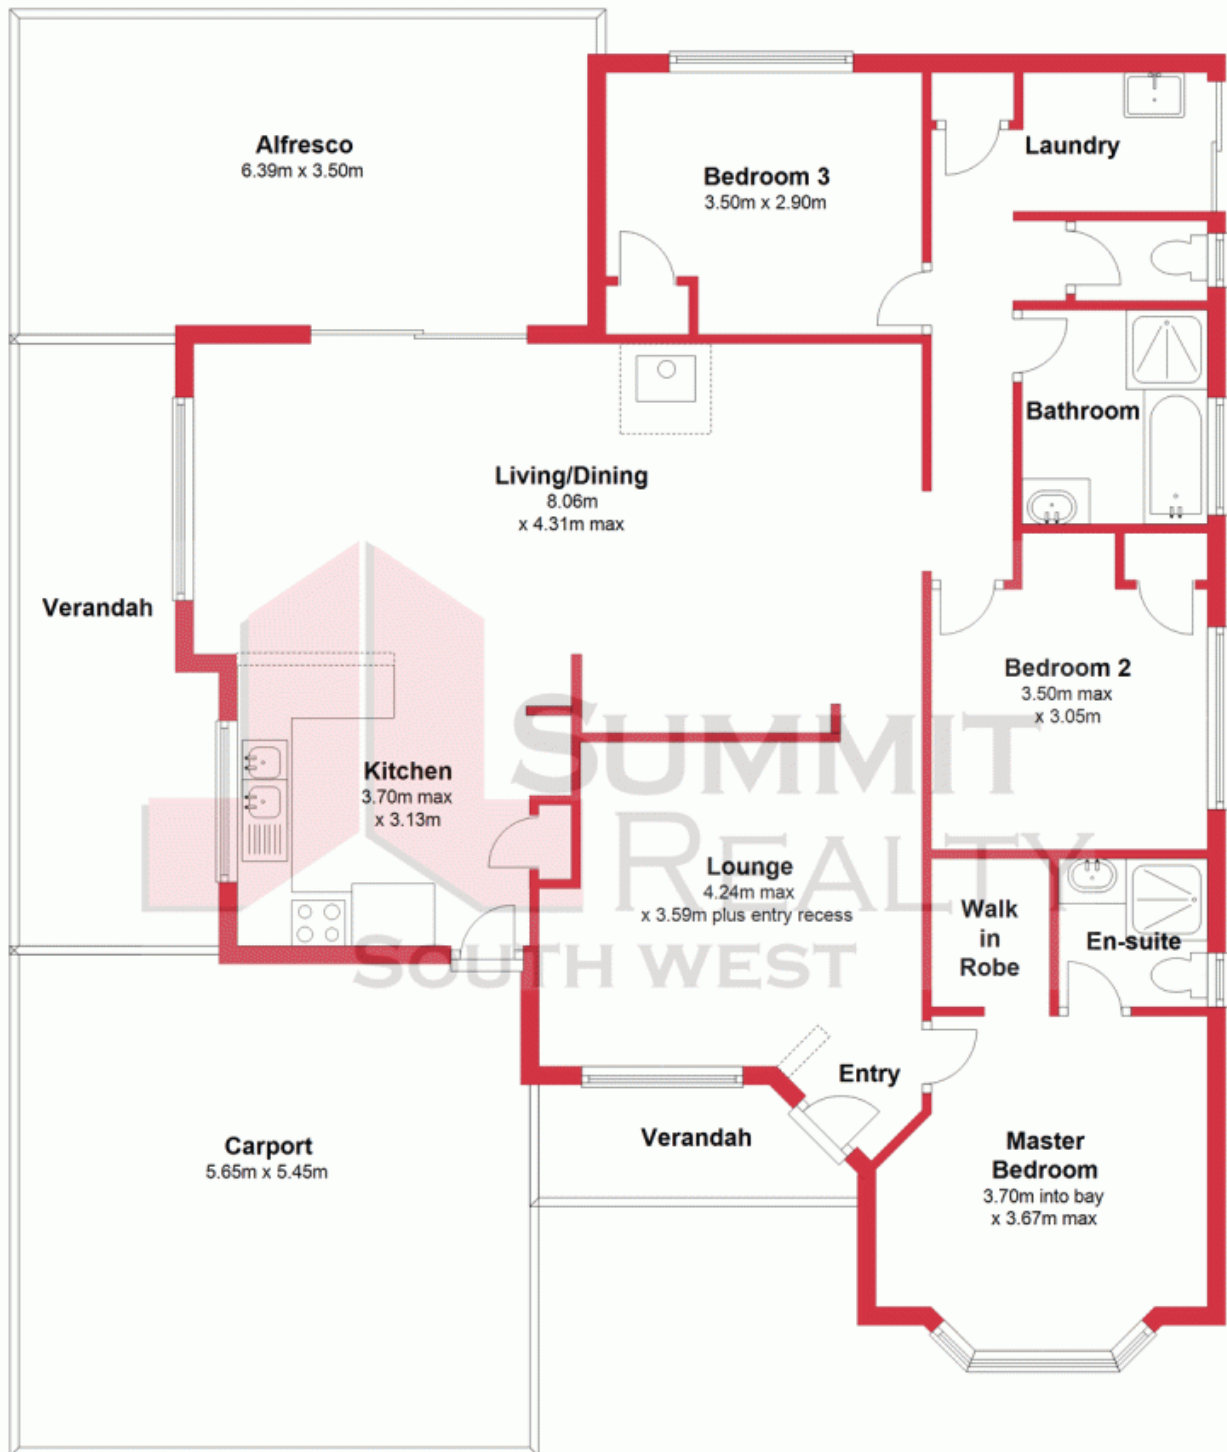 Alfresco
6.39m x 3.50m
Bedroom 3
3.50m x 2.90m
Laundry
Bathroom
Living/Dining
8.06m
x 4.31m max
Verandah
Bedroom 2
3.50m max
x 3.05m
Kitchen
3.70m max
x 3.13m
SUMMIT
REALTY
SOUTH WEST
Lounge
4.24m max
x 3.59m plus entry recess
Walk
in
Robe
En-suite
Entry
Verandah
Carport
5.65m x 5.45m
Master
Bedroom
3.70m into bay
x 3.67m max